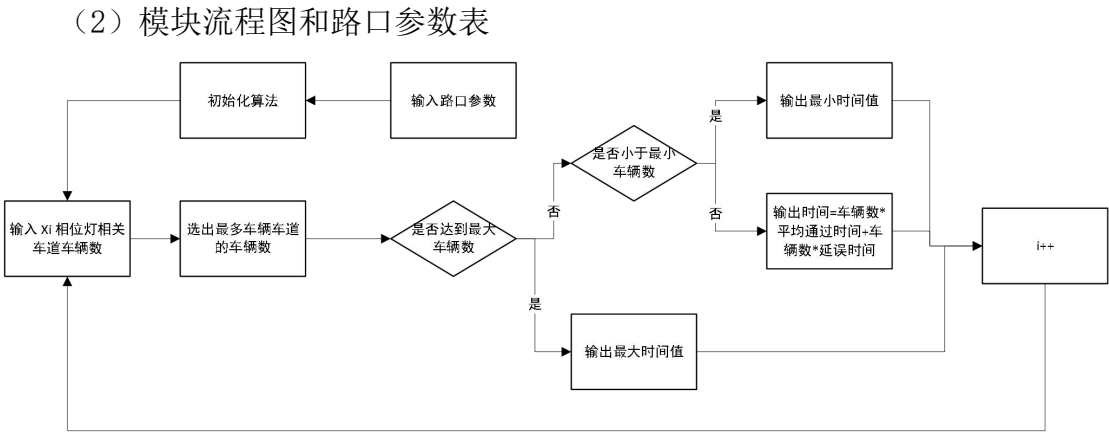 （2）模块流程图和路口参数表
初始化算法
输入路口参数
输出最小时间值
是
是否小于最小
车辆数
否
否
输入 Xi 相位灯相关
车道车辆数
选出最多车辆车道
的车辆数
是否达到最大
车辆数
输出时间=车辆数*
平均通过时间+车
辆数*延误时间
i++
是
输出最大时间值